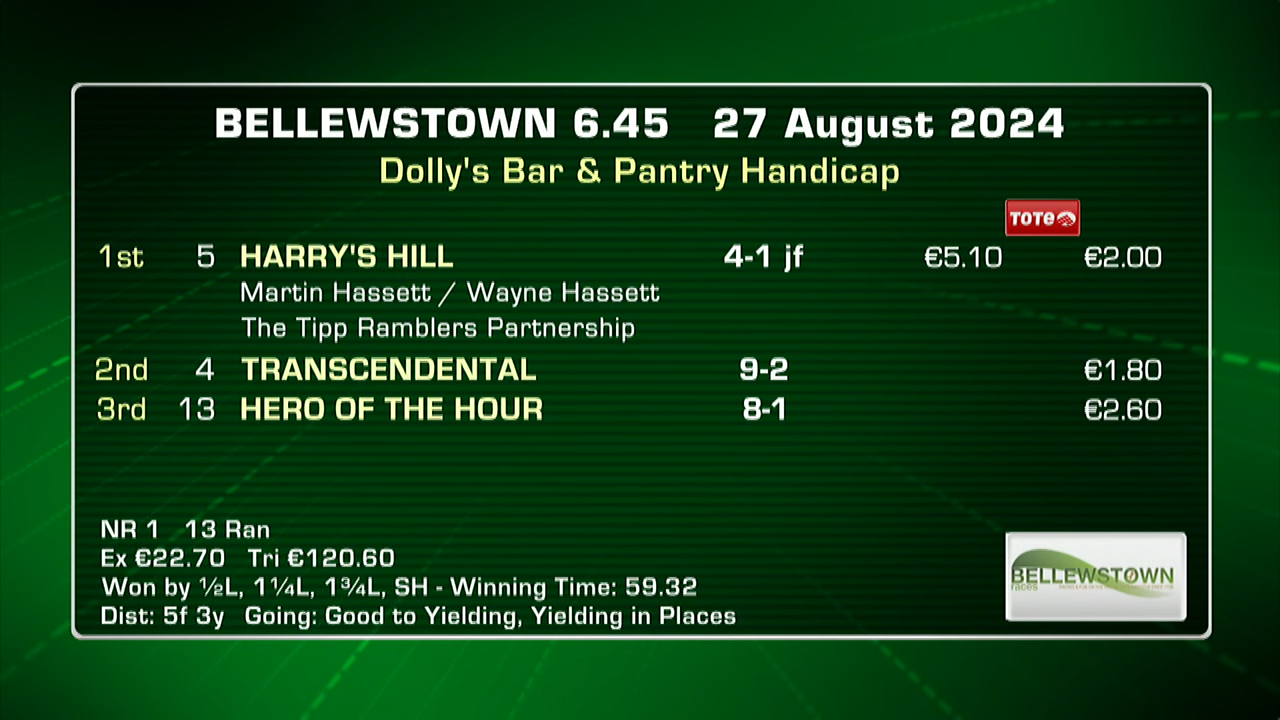 BELLEWSTOWN 6.45 27 August 2024
Dolly's Bar & Pantry Handicap
TOTE
1st 5 HARRY'S HILL 4-1 jf €5.10 €2.00
Martin Hassett / Wayne Hassett
The Tipp Ramblers Partnership
2nd 4 TRANSCENDENTAL 9-2 €1.80
3rd 13 HERO OF THE HOUR 8-1 €2.60
NR 1 13 Ran
Ex €22.70 Tri €120.60
Won by ½L, 1¼L, 1¾L, SH - Winning Time: 59.32
Dist: 5f 3y Going: Good to Yielding, Yielding in Places
BELLEWSTOWN
races